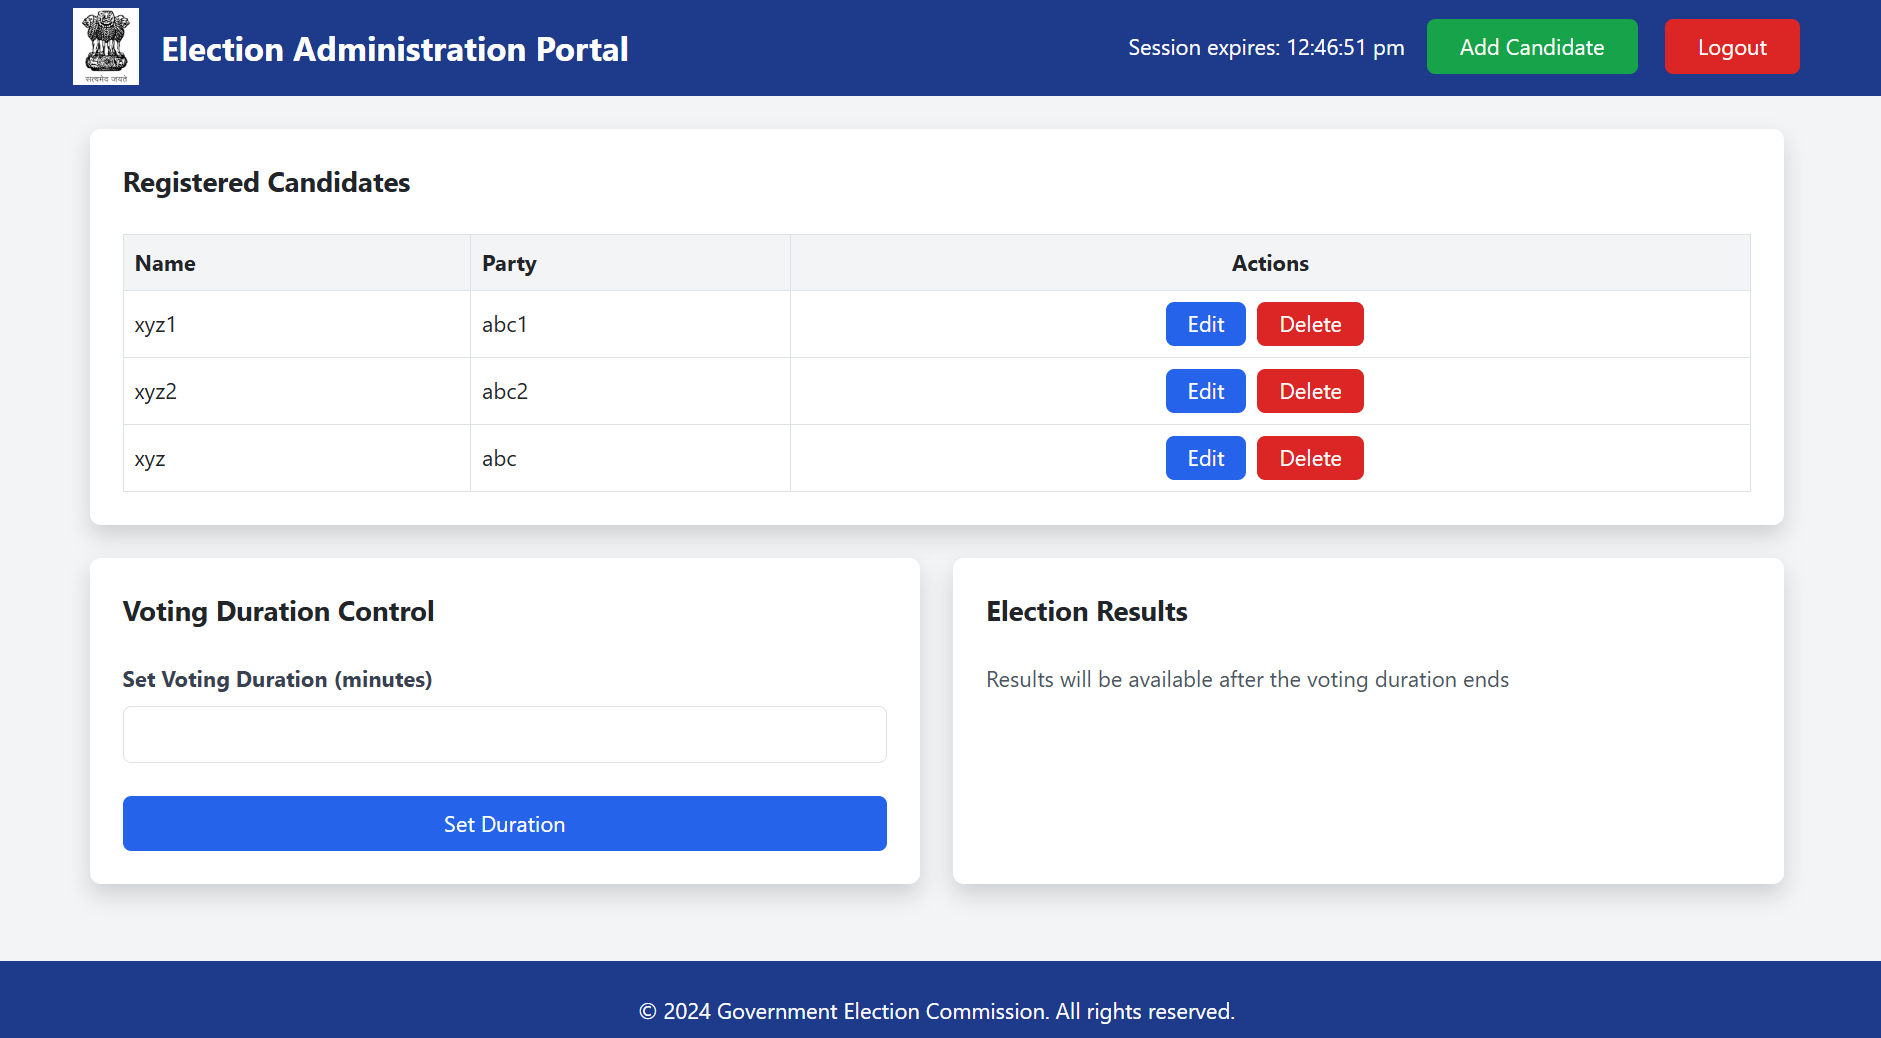 सत्यमेव जयते
Election Administration Portal
Session expires: 12:46:51 pm
Add Candidate
Logout
Registered Candidates
Name Party Actions
xyz1 abc1 Edit Delete
xyz2 abc2 Edit Delete
xyz abc Edit Delete
Voting Duration Control
Set Voting Duration (minutes)
Set Duration
Election Results
Results will be available after the voting duration ends
© 2024 Government Election Commission. All rights reserved.